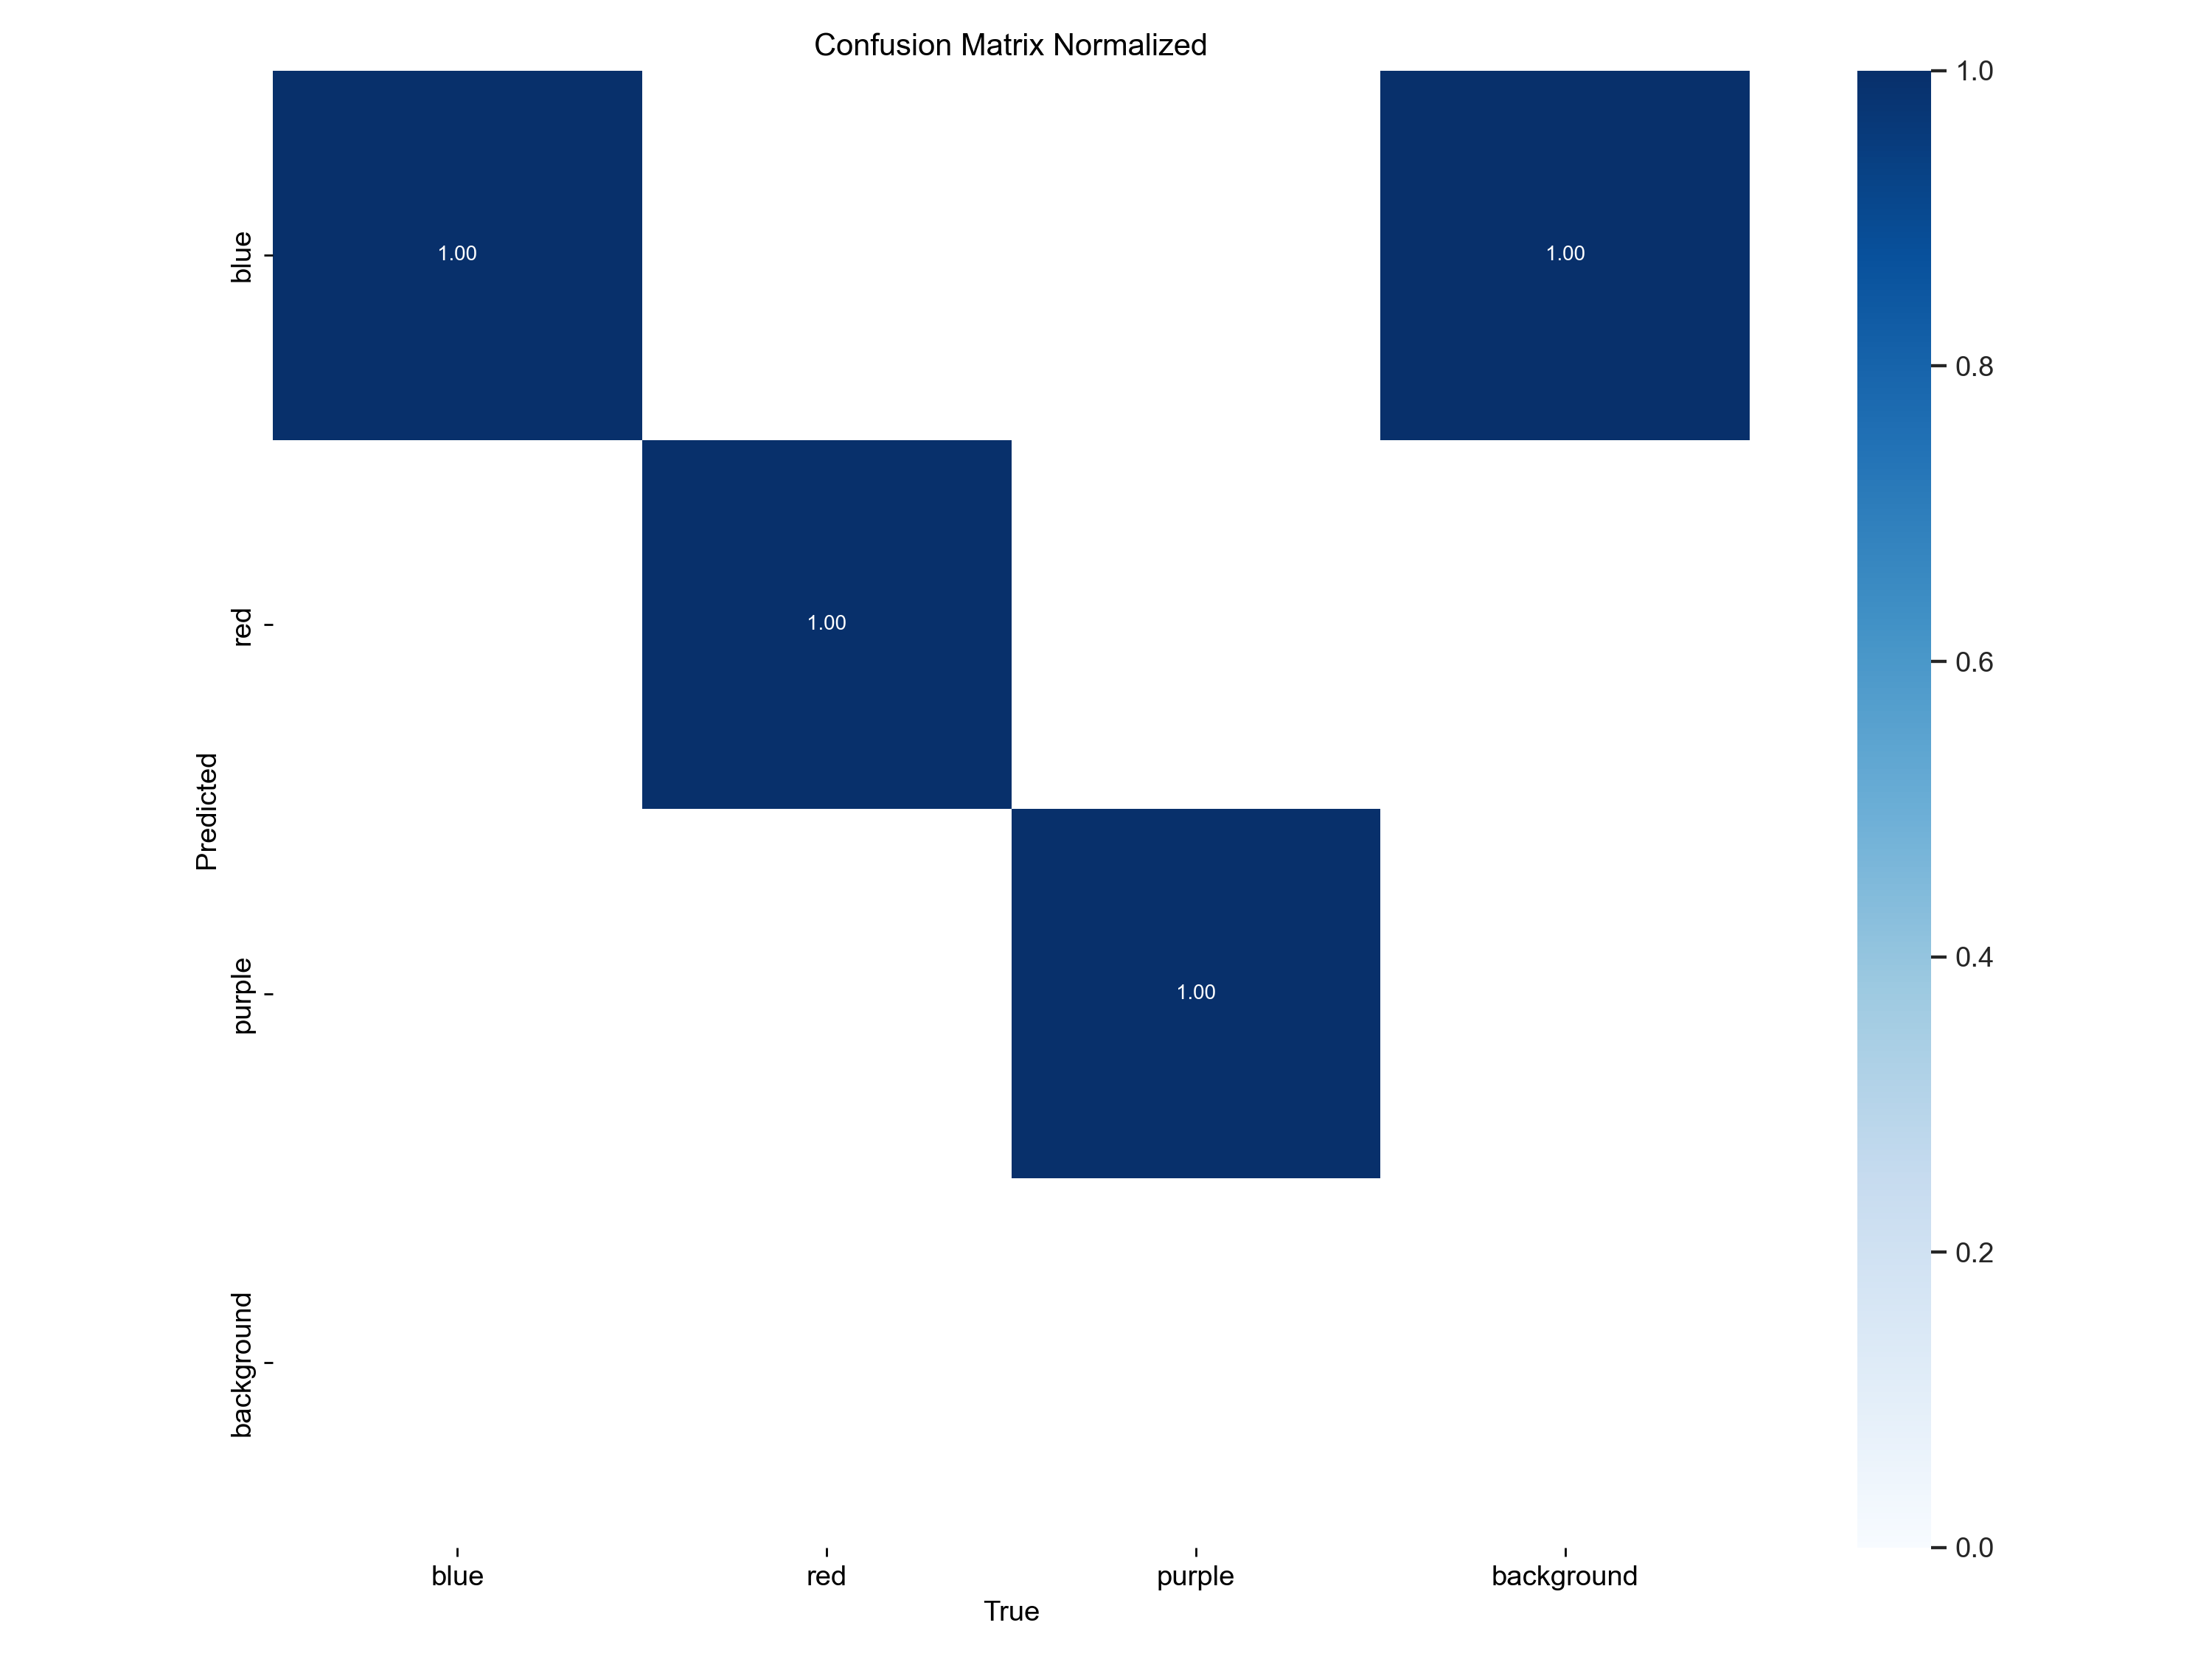 Confusion Matrix Normalized
1.00
1.00
1.00
1.00
blue
red
purple
background
Predicted
blue
red
purple
background
True
1.0
0.8
0.6
0.4
0.2
0.0